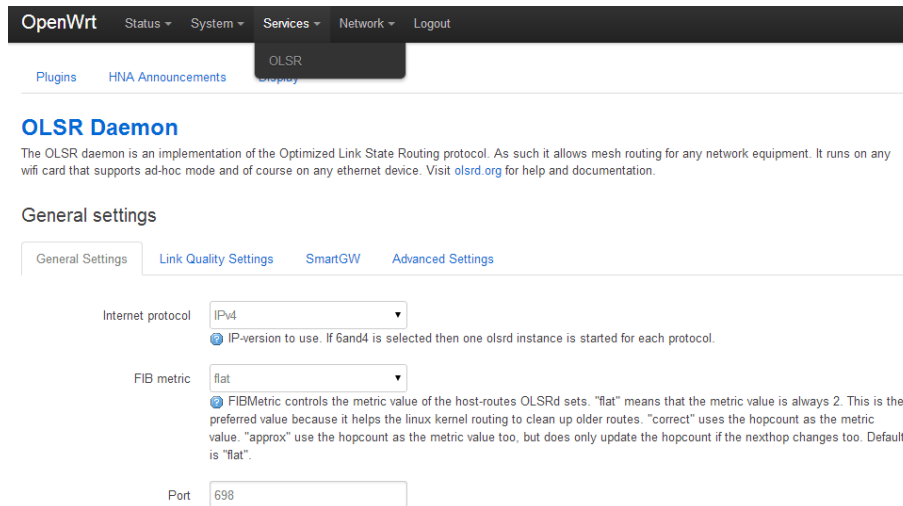 OpenWrt Status System Services Network Logout
OLSR
Plugins HNA Announcements Display
OLSR Daemon
The OLSR daemon is an implementation of the Optimized Link State Routing protocol. As such it allows mesh routing for any network equipment. It runs on any
wifi card that supports ad-hoc mode and of course on any ethernet device. Visit olsrd.org for help and documentation.
General settings
General Settings Link Quality Settings SmartGW Advanced Settings
Internet protocol IPv4
IP-version to use. If 6and4 is selected then one olsrd instance is started for each protocol.
FIB metric flat
FIBMetric controls the metric value of the host-routes OLSRd sets. "flat" means that the metric value is always 2. This is the
preferred value because it helps the linux kernel routing to clean up older routes. "correct" uses the hopcount as the metric
value. "approx" use the hopcount as the metric value too, but does only update the hopcount if the nexthop changes too. Default
is "flat".
Port 698